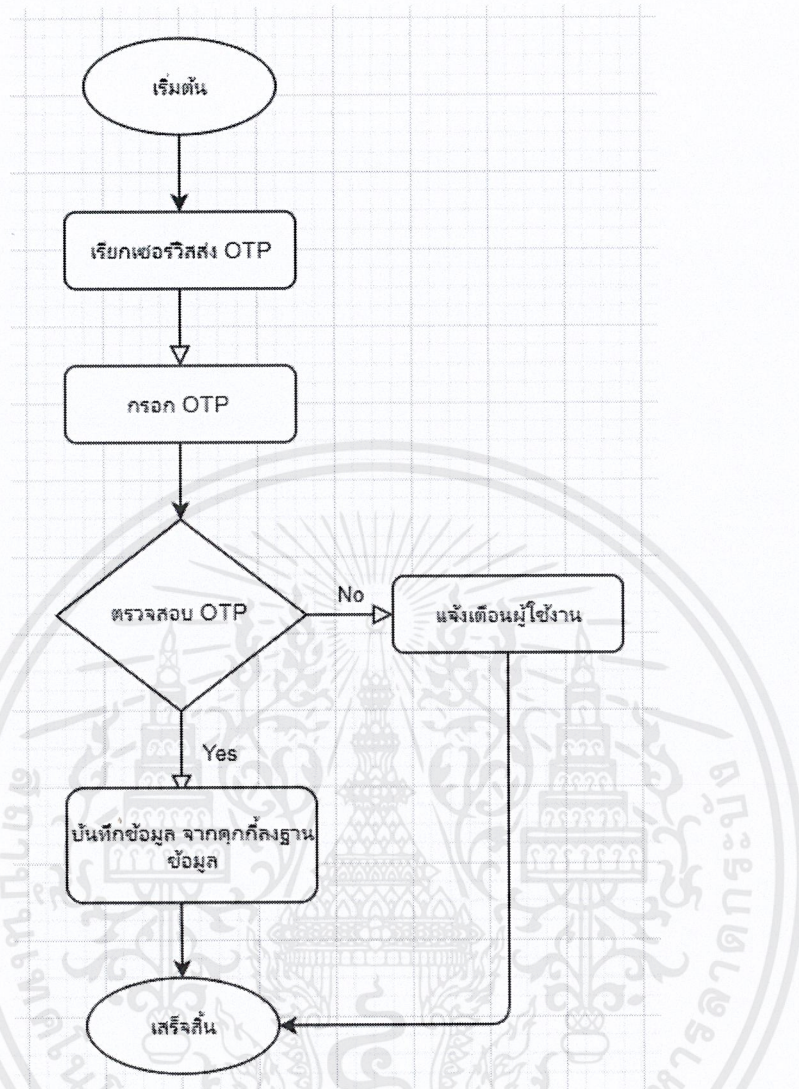 เริ่มต้น
เรียกเซอร์วิสส่ง OTP
กรอก OTP
ตรวจสอบ OTP
No
แจ้งเตือนผู้ใช้งาน
Yes
บันทึกข้อมูล จากคุกกี้ลงฐาน
ข้อมูล
เสร็จสิ้น